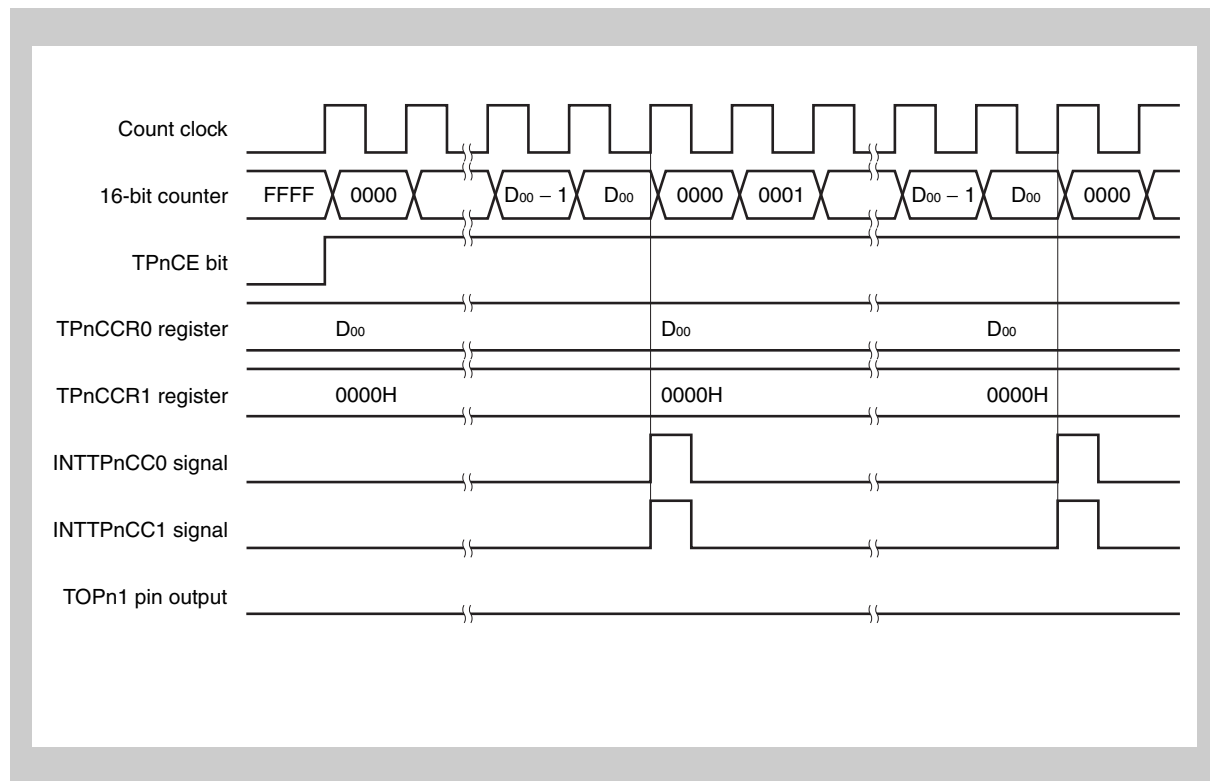 Count clock
16-bit counter FFFF 0000 D00 – 1 D00 0000 0001 D00 – 1 D00 0000
TPnCE bit
TPnCCR0 register D00 D00 D00
TPnCCR1 register 0000H 0000H 0000H
INTTPnCC0 signal
INTTPnCC1 signal
TOPn1 pin output